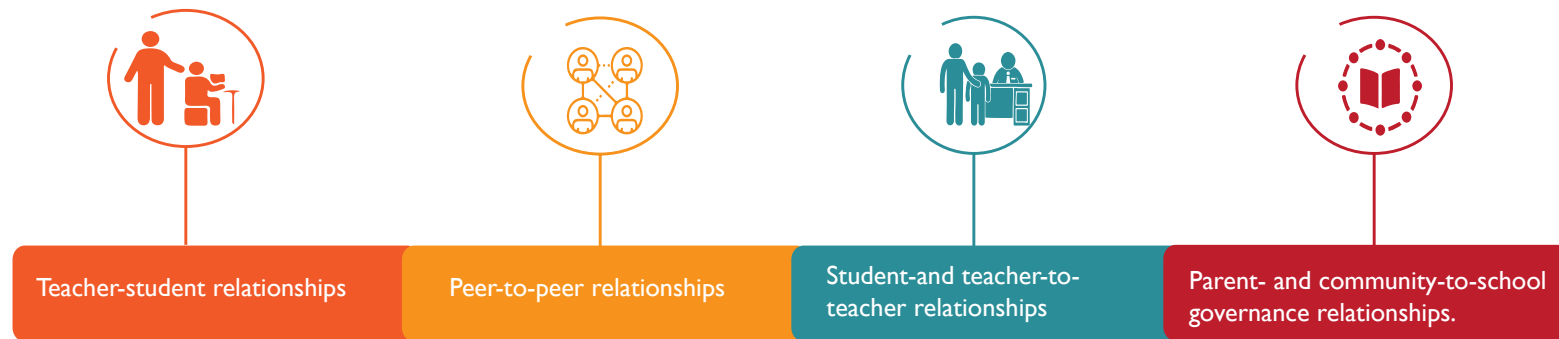 Teacher-student relationships
Peer-to-peer relationships
Student-and teacher-to-
teacher relationships
Parent- and community-to-school
governance relationships.